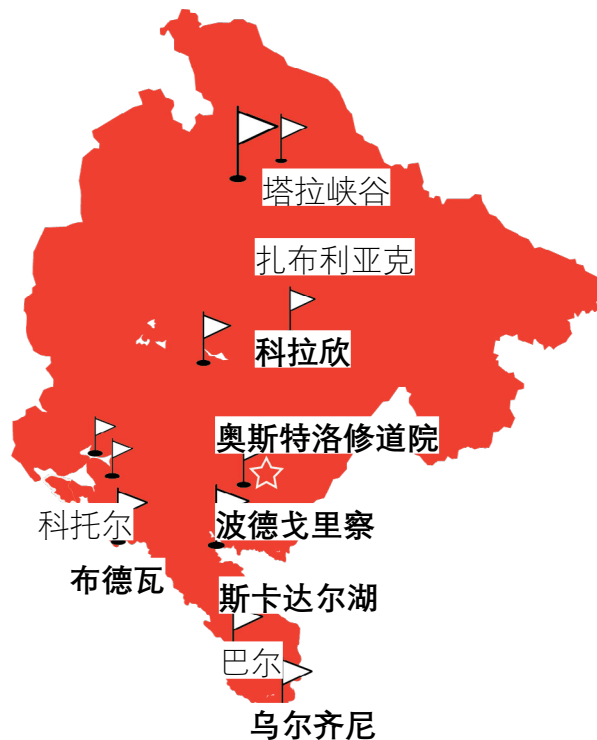 塔拉峡谷
扎布利亚克
科拉欣
奥斯特洛修道院
科托尔
波德戈里察
布德瓦
斯卡达尔湖
巴尔
乌尔齐尼